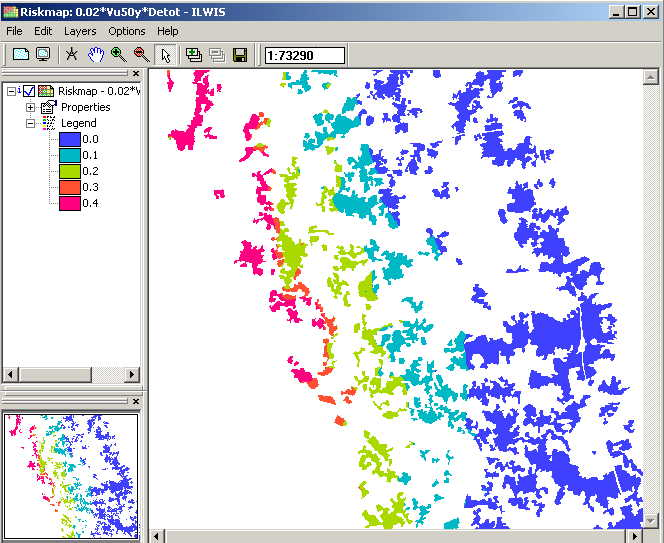 Riskmap: 0.02*Vu50y*Detot - ILWIS
File Edit Layers Options Help
1:73290
Riskmap - 0.02*V
Properties
Legend
0.0
0.1
0.2
0.3
0.4